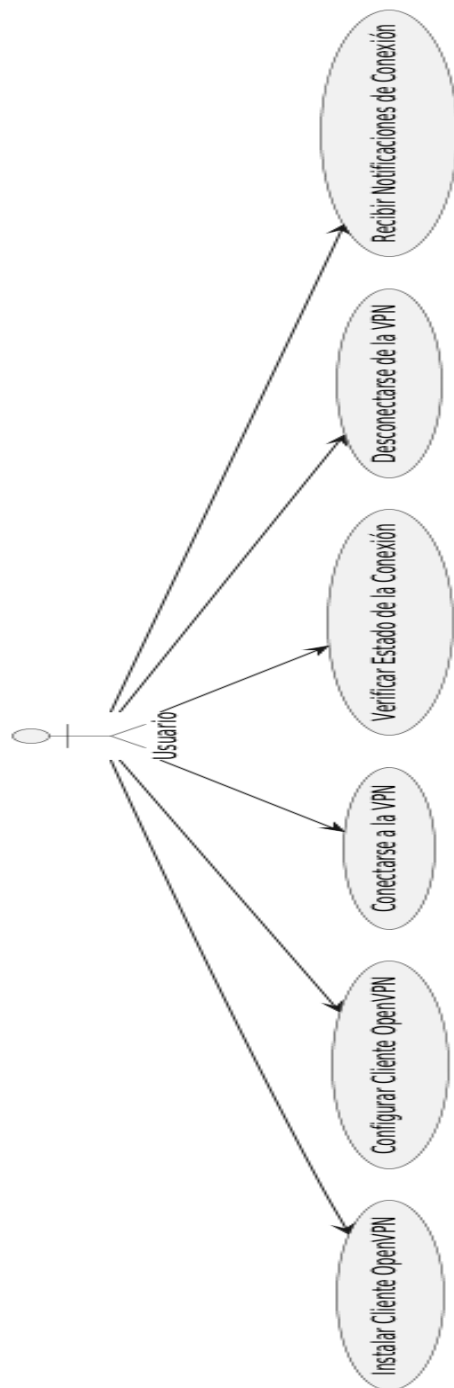 Usuario
Instalar Cliente OpenVPN
Configurar Cliente OpenVPN
Conectarse a la VPN
Verificar Estado de la Conexión
Desconectarse de la VPN
Recibir Notificaciones de Conexión